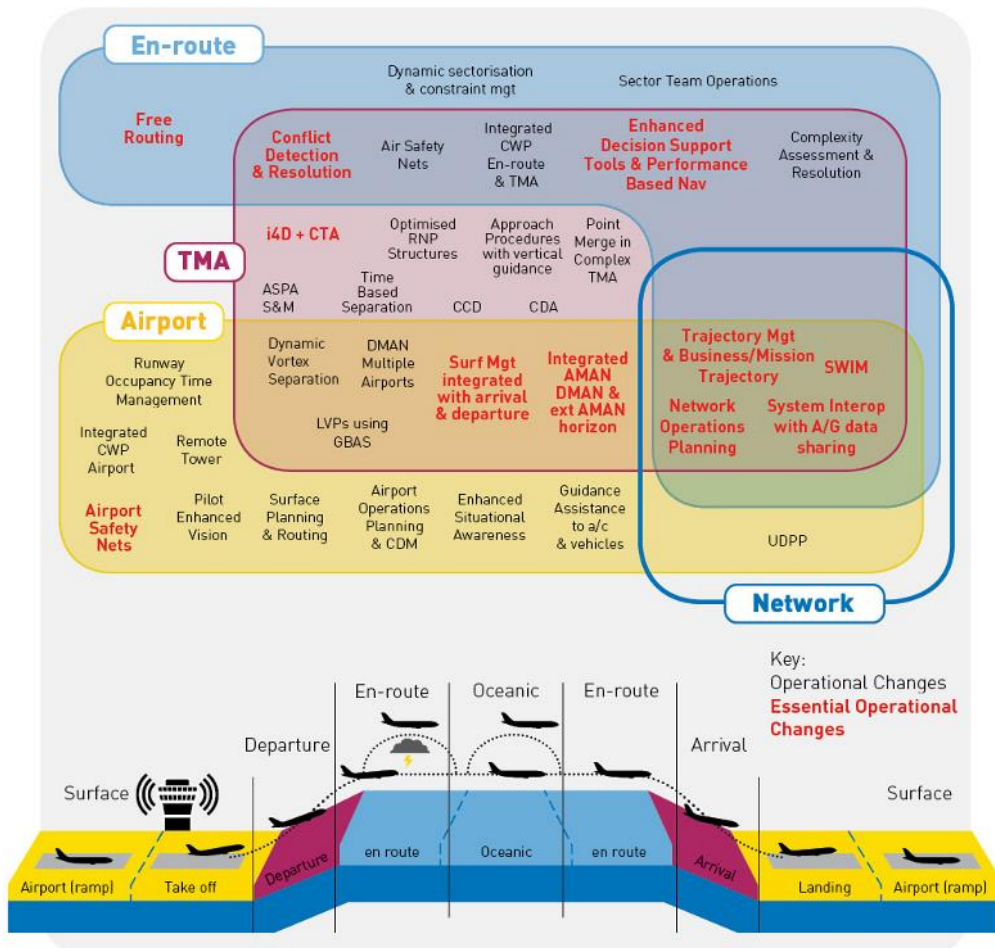 En-route
Dynamic sectorisation
& constraint mgt
Sector Team Operations
Free
Routing
Conflict
Detection
& Resolution
Air Safety
Nets
Integrated
CWP
En-route
& TMA
Enhanced
Decision Support
Tools & Performance
Based Nav
Complexity
Assessment &
Resolution
TMA
i4D + CTA
Optimised
RNP
Structures
Approach
Procedures
with vertical
guidance
Point
Merge in
Complex
TMA
ASPA
S&M
Time
Based
Separation
CCD
CDA
Airport
Runway
Occupancy Time
Management
Dynamic
Vortex
Separation
DMAN
Multiple
Airports
Surf Mgt
integrated
with arrival
& departure
Integrated
AMAN
DMAN &
ext AMAN
horizon
Trajectory Mgt
& Business/Mission
Trajectory
SWIM
Integrated
CWP
Airport
Remote
Tower
LVPs using
GBAS
Network
Operations
Planning
System Interop
with A/G data
sharing
Airport
Safety
Nets
Pilot
Enhanced
Vision
Surface
Planning
& Routing
Airport
Operations
Planning
& CDM
Enhanced
Situational
Awareness
Guidance
Assistance
to a/c
& vehicles
UDPP
Network
Key:
Operational Changes
Essential Operational
Changes
Surface
Departure
En-route
Oceanic
En-route
Arrival
Surface
Airport (ramp)
Take off
Departure
en route
Oceanic
en route
Arrival
Landing
Airport (ramp)